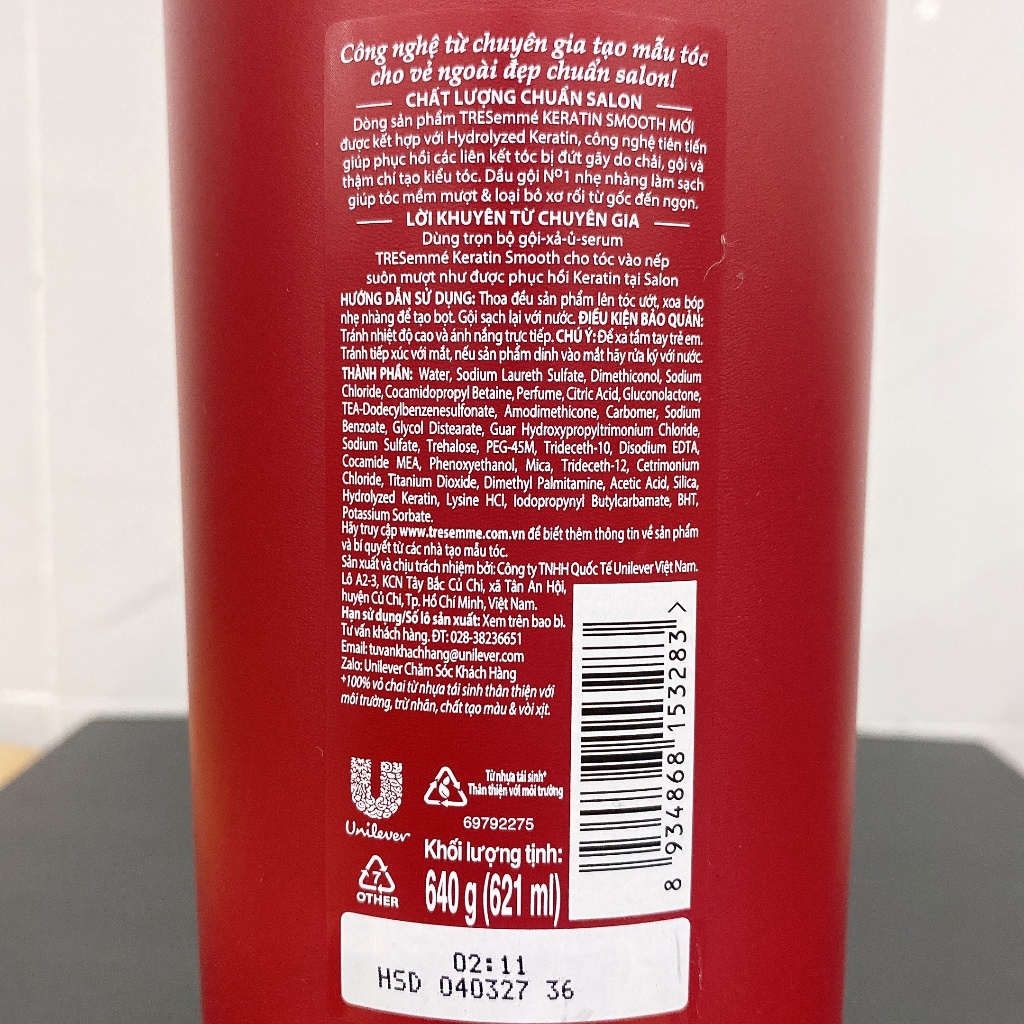 Công nghệ từ chuyên gia tạo mẫu tóc
cho vẻ ngoài đẹp chuẩn salon!
CHẤT LƯỢNG CHUẨN SALON
Dòng sản phẩm TRESemmé KERATIN SMOOTH MỚI
được kết hợp với Hydrolyzed Keratin, công nghệ tiên tiến
giúp phục hồi các liên kết tóc bị đứt gãy do chải, gội và
thậm chí tạo kiểu tóc. Dầu gội Nº1 nhẹ nhàng làm sạch
giúp tóc mềm mượt & loại bỏ xơ rối từ gốc đến ngọn.
LỜI KHUYÊN TỪ CHUYÊN GIA
Dùng trọn bộ gội-xả-ủ-serum
TRESemmé Keratin Smooth cho tóc vào nếp
suôn mượt như được phục hồi Keratin tại Salon
HƯỚNG DẪN SỬ DỤNG: Thoa đều sản phẩm lên tóc ướt, xoa bóp
nhẹ nhàng để tạo bọt. Gội sạch lại với nước. ĐIỀU KIỆN BẢO QUẢN:
Tránh nhiệt độ cao và ánh nắng trực tiếp. CHÚ Ý: Để xa tầm tay trẻ em.
Tránh tiếp xúc với mắt, nếu sản phẩm dính vào mắt hãy rửa kỹ với nước.
THÀNH PHẦN: Water, Sodium Laureth Sulfate, Dimethiconol, Sodium
Chloride, Cocamidopropyl Betaine, Perfume, Citric Acid, Gluconolactone,
TEA-Dodecylbenzenesulfonate, Amodimethicone, Carbomer, Sodium
Benzoate, Glycol Distearate, Guar Hydroxypropyltrimonium Chloride,
Sodium Sulfate, Trehalose, PEG-45M, Trideceth-10, Disodium EDTA,
Cocamide MEA, Phenoxyethanol, Mica, Trideceth-12, Cetrimonium
Chloride, Titanium Dioxide, Dimethyl Palmitamine, Acetic Acid, Silica,
Hydrolyzed Keratin, Lysine HCl, Iodopropynyl Butylcarbamate, BHT,
Potassium Sorbate.
Hãy truy cập www.tresemme.com.vn để biết thêm thông tin về sản phẩm
và bí quyết từ các nhà tạo mẫu tóc.
Sản xuất và chịu trách nhiệm bởi: Công ty TNHH Quốc Tế Unilever Việt Nam.
Lô A2-3, KCN Tây Bắc Củ Chi, xã Tân An Hội,
huyện Củ Chi, Tp. Hồ Chí Minh, Việt Nam.
Hạn sử dụng/Số lô sản xuất: Xem trên bao bì.
Tư vấn khách hàng. ĐT: 028-38236651
Email: tuvankhachhang@unilever.com
Zalo: Unilever Chăm Sóc Khách Hàng
*100% vỏ chai từ nhựa tái sinh thân thiện với
môi trường, trừ nhãn, chất tạo màu & vòi xịt.
Từ nhựa tái sinh*
Thân thiện với môi trường
Unilever
69792275
7
OTHER
Khối lượng tịnh:
640 g (621 ml)
8 934868 153283 >
02:11
HSD 040327 36